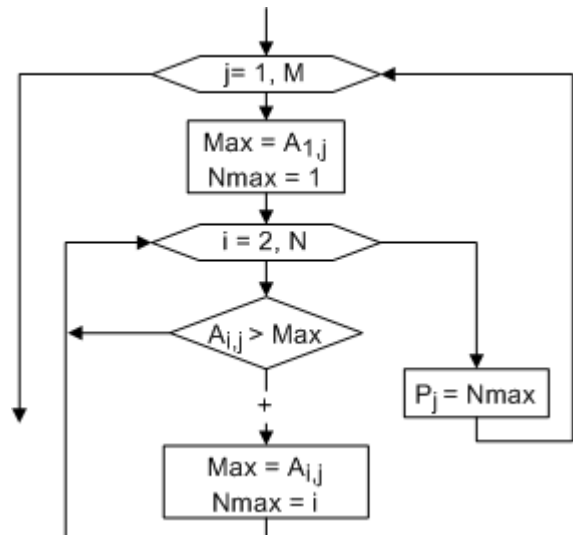 j= 1, M
Max = A1,j
Nmax = 1
i = 2, N
Ai,j > Max
Pj = Nmax
+
Max = Ai,j
Nmax = i